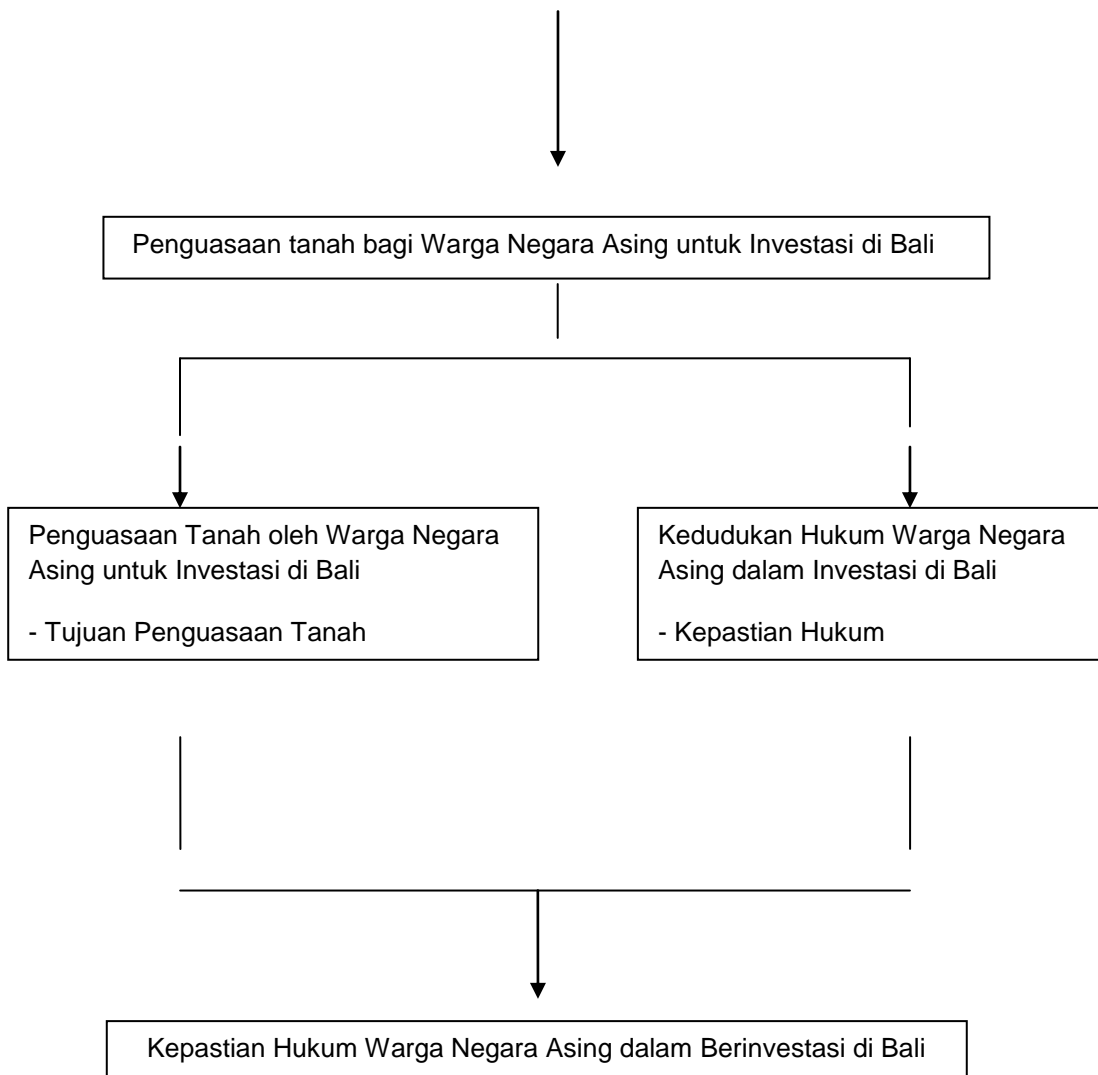 Penguasaan tanah bagi Warga Negara Asing untuk Investasi di Bali
Penguasaan Tanah oleh Warga Negara
Asing untuk Investasi di Bali
- Tujuan Penguasaan Tanah
Kedudukan Hukum Warga Negara
Asing dalam Investasi di Bali
- Kepastian Hukum
Kepastian Hukum Warga Negara Asing dalam Berinvestasi di Bali